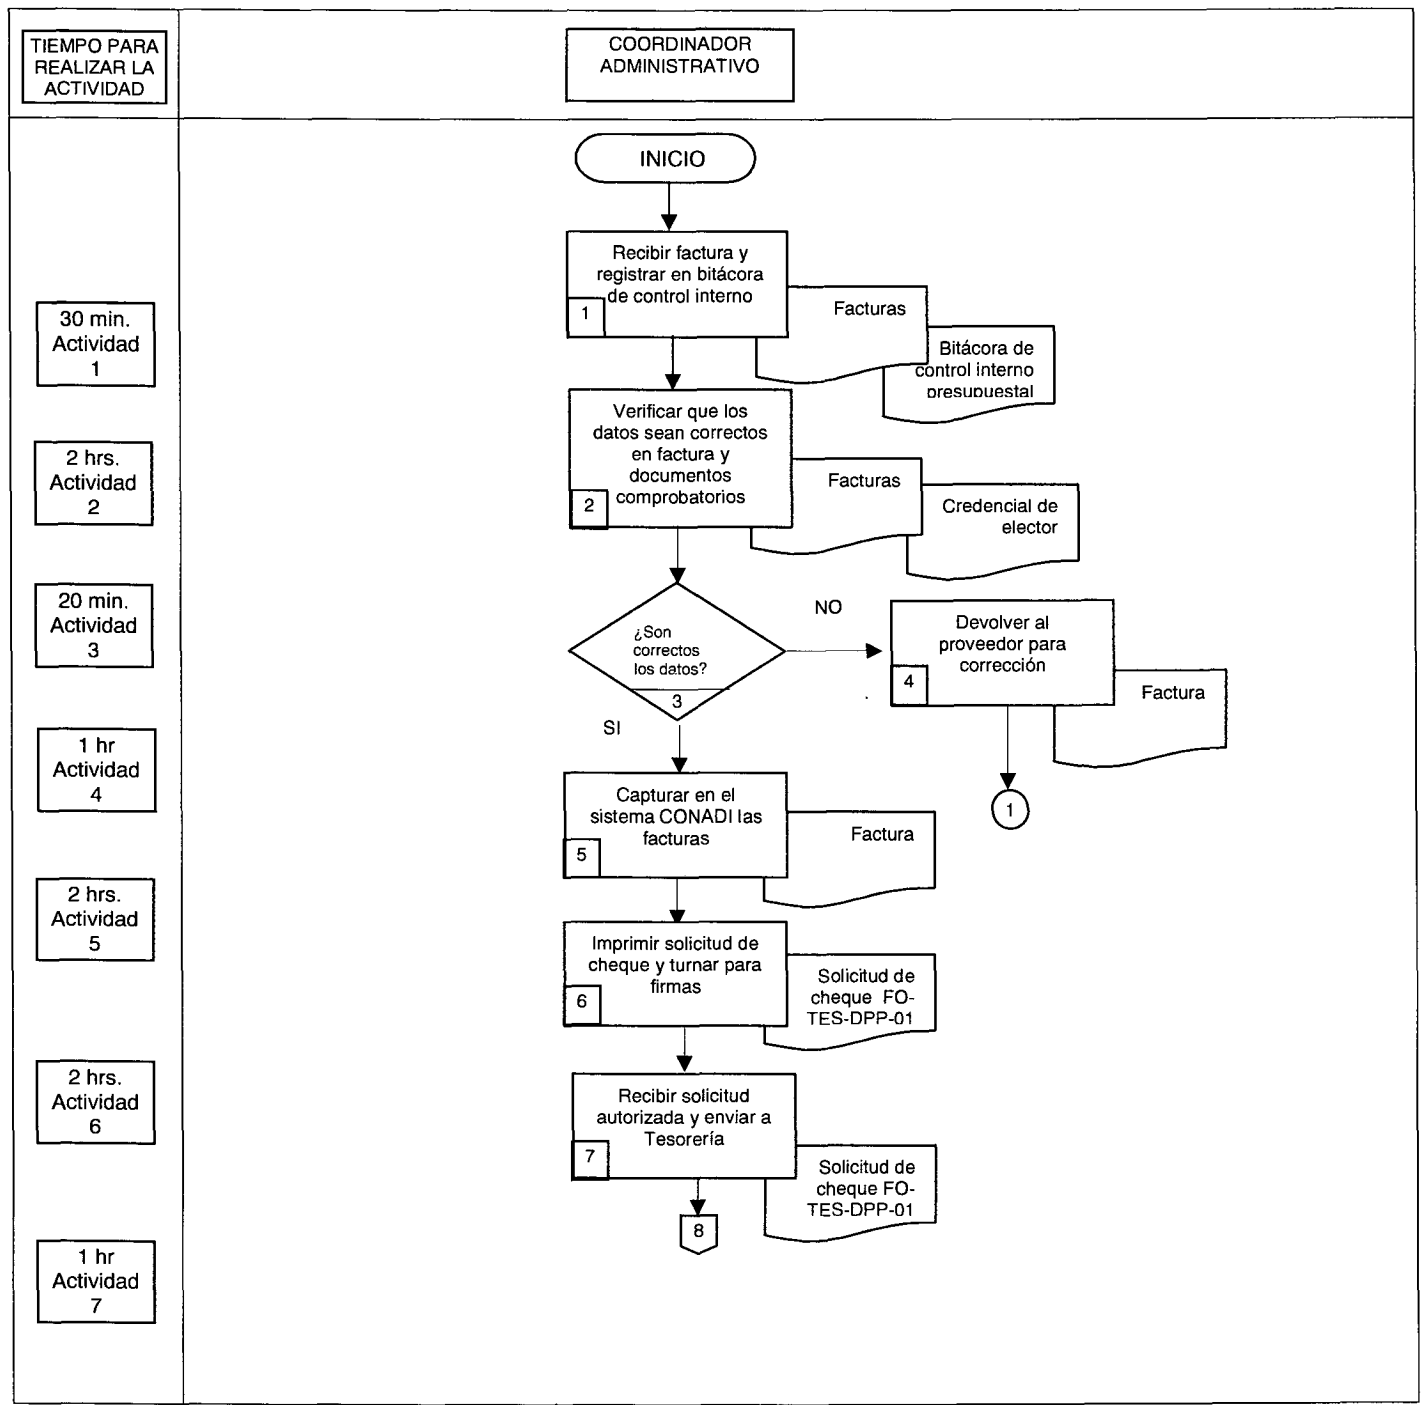 TIEMPO PARA
REALIZAR LA
ACTIVIDAD
COORDINADOR
ADMINISTRATIVO
INICIO
Recibir factura y
registrar en bitácora
de control interno
1
Facturas
Bitácora de
control interno
presupuestal
30 min.
Actividad
1
Verificar que los
datos sean correctos
en factura y
documentos
comprobatorios
2
Facturas
Credencial de
elector
2 hrs.
Actividad
2
¿Son
correctos
los datos?
3
NO
SI
Devolver al
proveedor para
corrección
4
Factura
1
20 min.
Actividad
3
1 hr
Actividad
4
Capturar en el
sistema CONADI las
facturas
5
Factura
2 hrs.
Actividad
5
Imprimir solicitud de
cheque y turnar para
firmas
6
Solicitud de
cheque FO-
TES-DPP-01
2 hrs.
Actividad
6
Recibir solicitud
autorizada y enviar a
Tesorería
7
Solicitud de
cheque FO-
TES-DPP-01
8
1 hr
Actividad
7